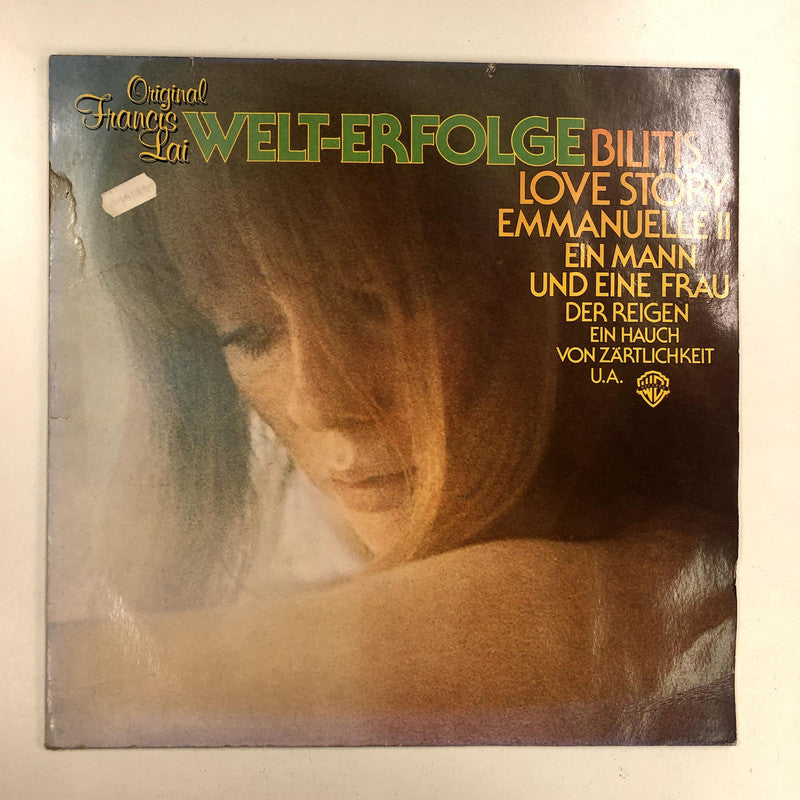 Original
Francis
Lai
WELT-ERFOLGE
BILITIS
LOVE STORY
EMMANUELLE II
EIN MANN
UND EINE FRAU
DER REIGEN
EIN HAUCH
VON ZÄRTLICHKEIT
U.A.